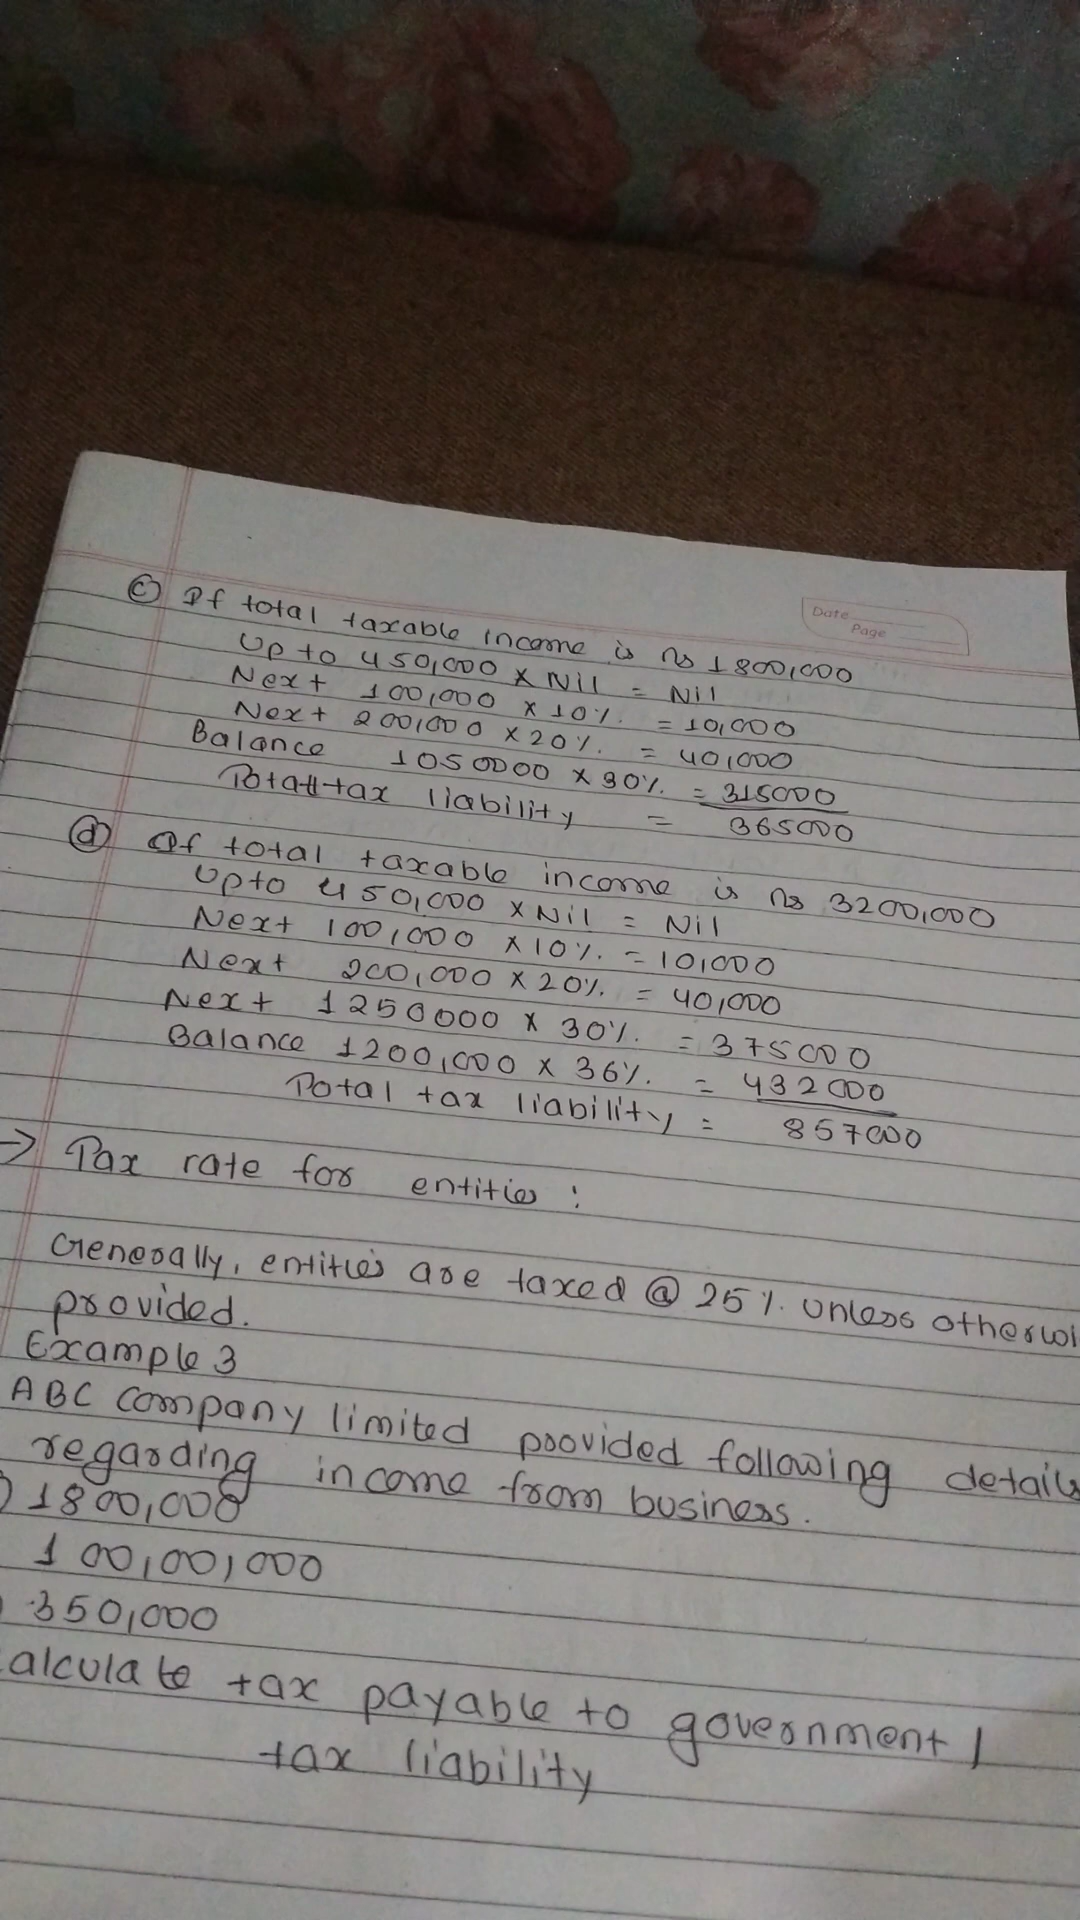 Date
Page
c) If total taxable income is Rs 1800,000
Up to 450,000 × Nil = Nil
Next 100,000 × 10% = 10,000
Next 200,000 × 20% = 40,000
Balance 1050000 × 30% = 315000
Total tax liability = 365000
d) If total taxable income is Rs 3200,000
Upto 450,000 × Nil = Nil
Next 100,000 × 10% = 10,000
Next 200,000 × 20% = 40,000
Next 1250000 × 30% = 375000
Balance 1200,000 × 36% = 432000
Total tax liability = 857000
→ Tax rate for entities :
Generally, entities are taxed @ 25% unless otherwi
provided.
Example 3
ABC company limited provided following details
regarding income from business.
) 1800,000
100,00,000
) 350,000
alculate tax payable to government /
tax liability